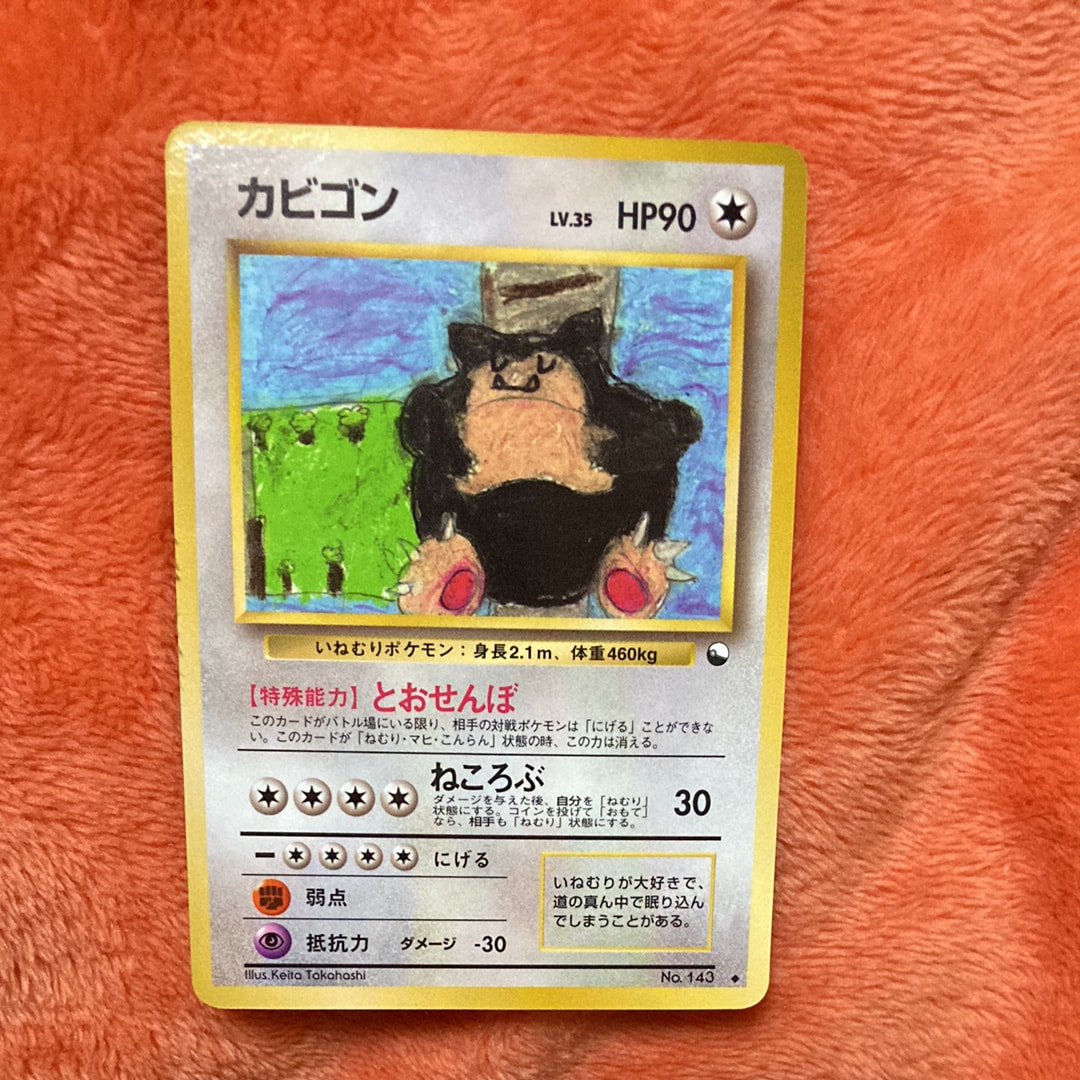 カビゴン
LV.35 HP90
いねむりポケモン：身長2.1m、体重460kg
【特殊能力】とおせんぼ
このカードがバトル場にいる限り、相手の対戦ポケモンは「にげる」ことができな
い。このカードが「ねむり・マヒ・こんらん」状態の時、この力は消える。
ねころぶ
ダメージを与えた後、自分を「ねむり」
状態にする。コインを投げて「おもて」
なら、相手も「ねむり」状態にする。
30
ー にげる
弱点
抵抗力 ダメージ -30
いねむりが大好きで、
道の真ん中で眠り込ん
でしまうことがある。
Illus.Keita Takahashi
No. 143